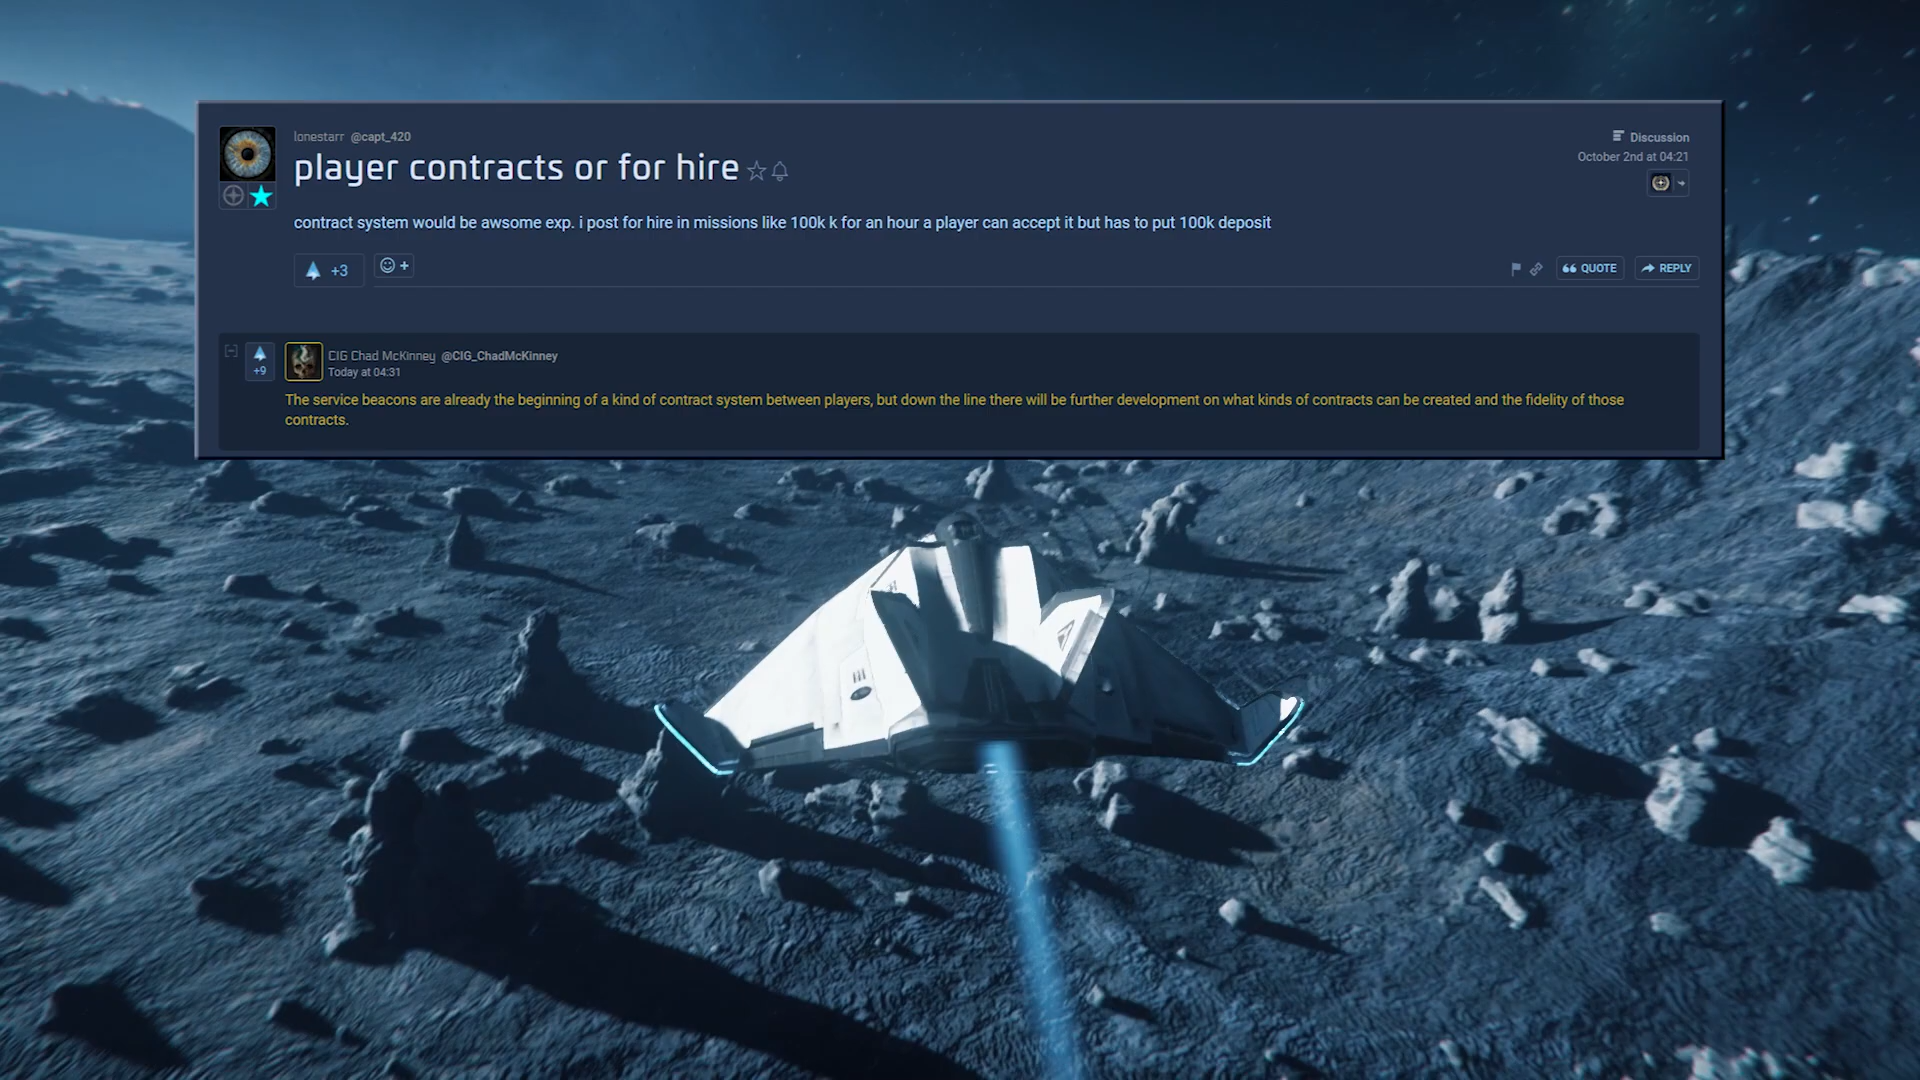 lonestarr @capt_420
Discussion
player contracts or for hire
October 2nd at 04:21
contract system would be awsome exp. i post for hire in missions like 100k k for an hour a player can accept it but has to put 100k deposit
+3
+
QUOTE
REPLY
[-]
CIG Chad McKinney @CIG_ChadMcKinney
+9
Today at 04:31
The service beacons are already the beginning of a kind of contract system between players, but down the line there will be further development on what kinds of contracts can be created and the fidelity of those
contracts.